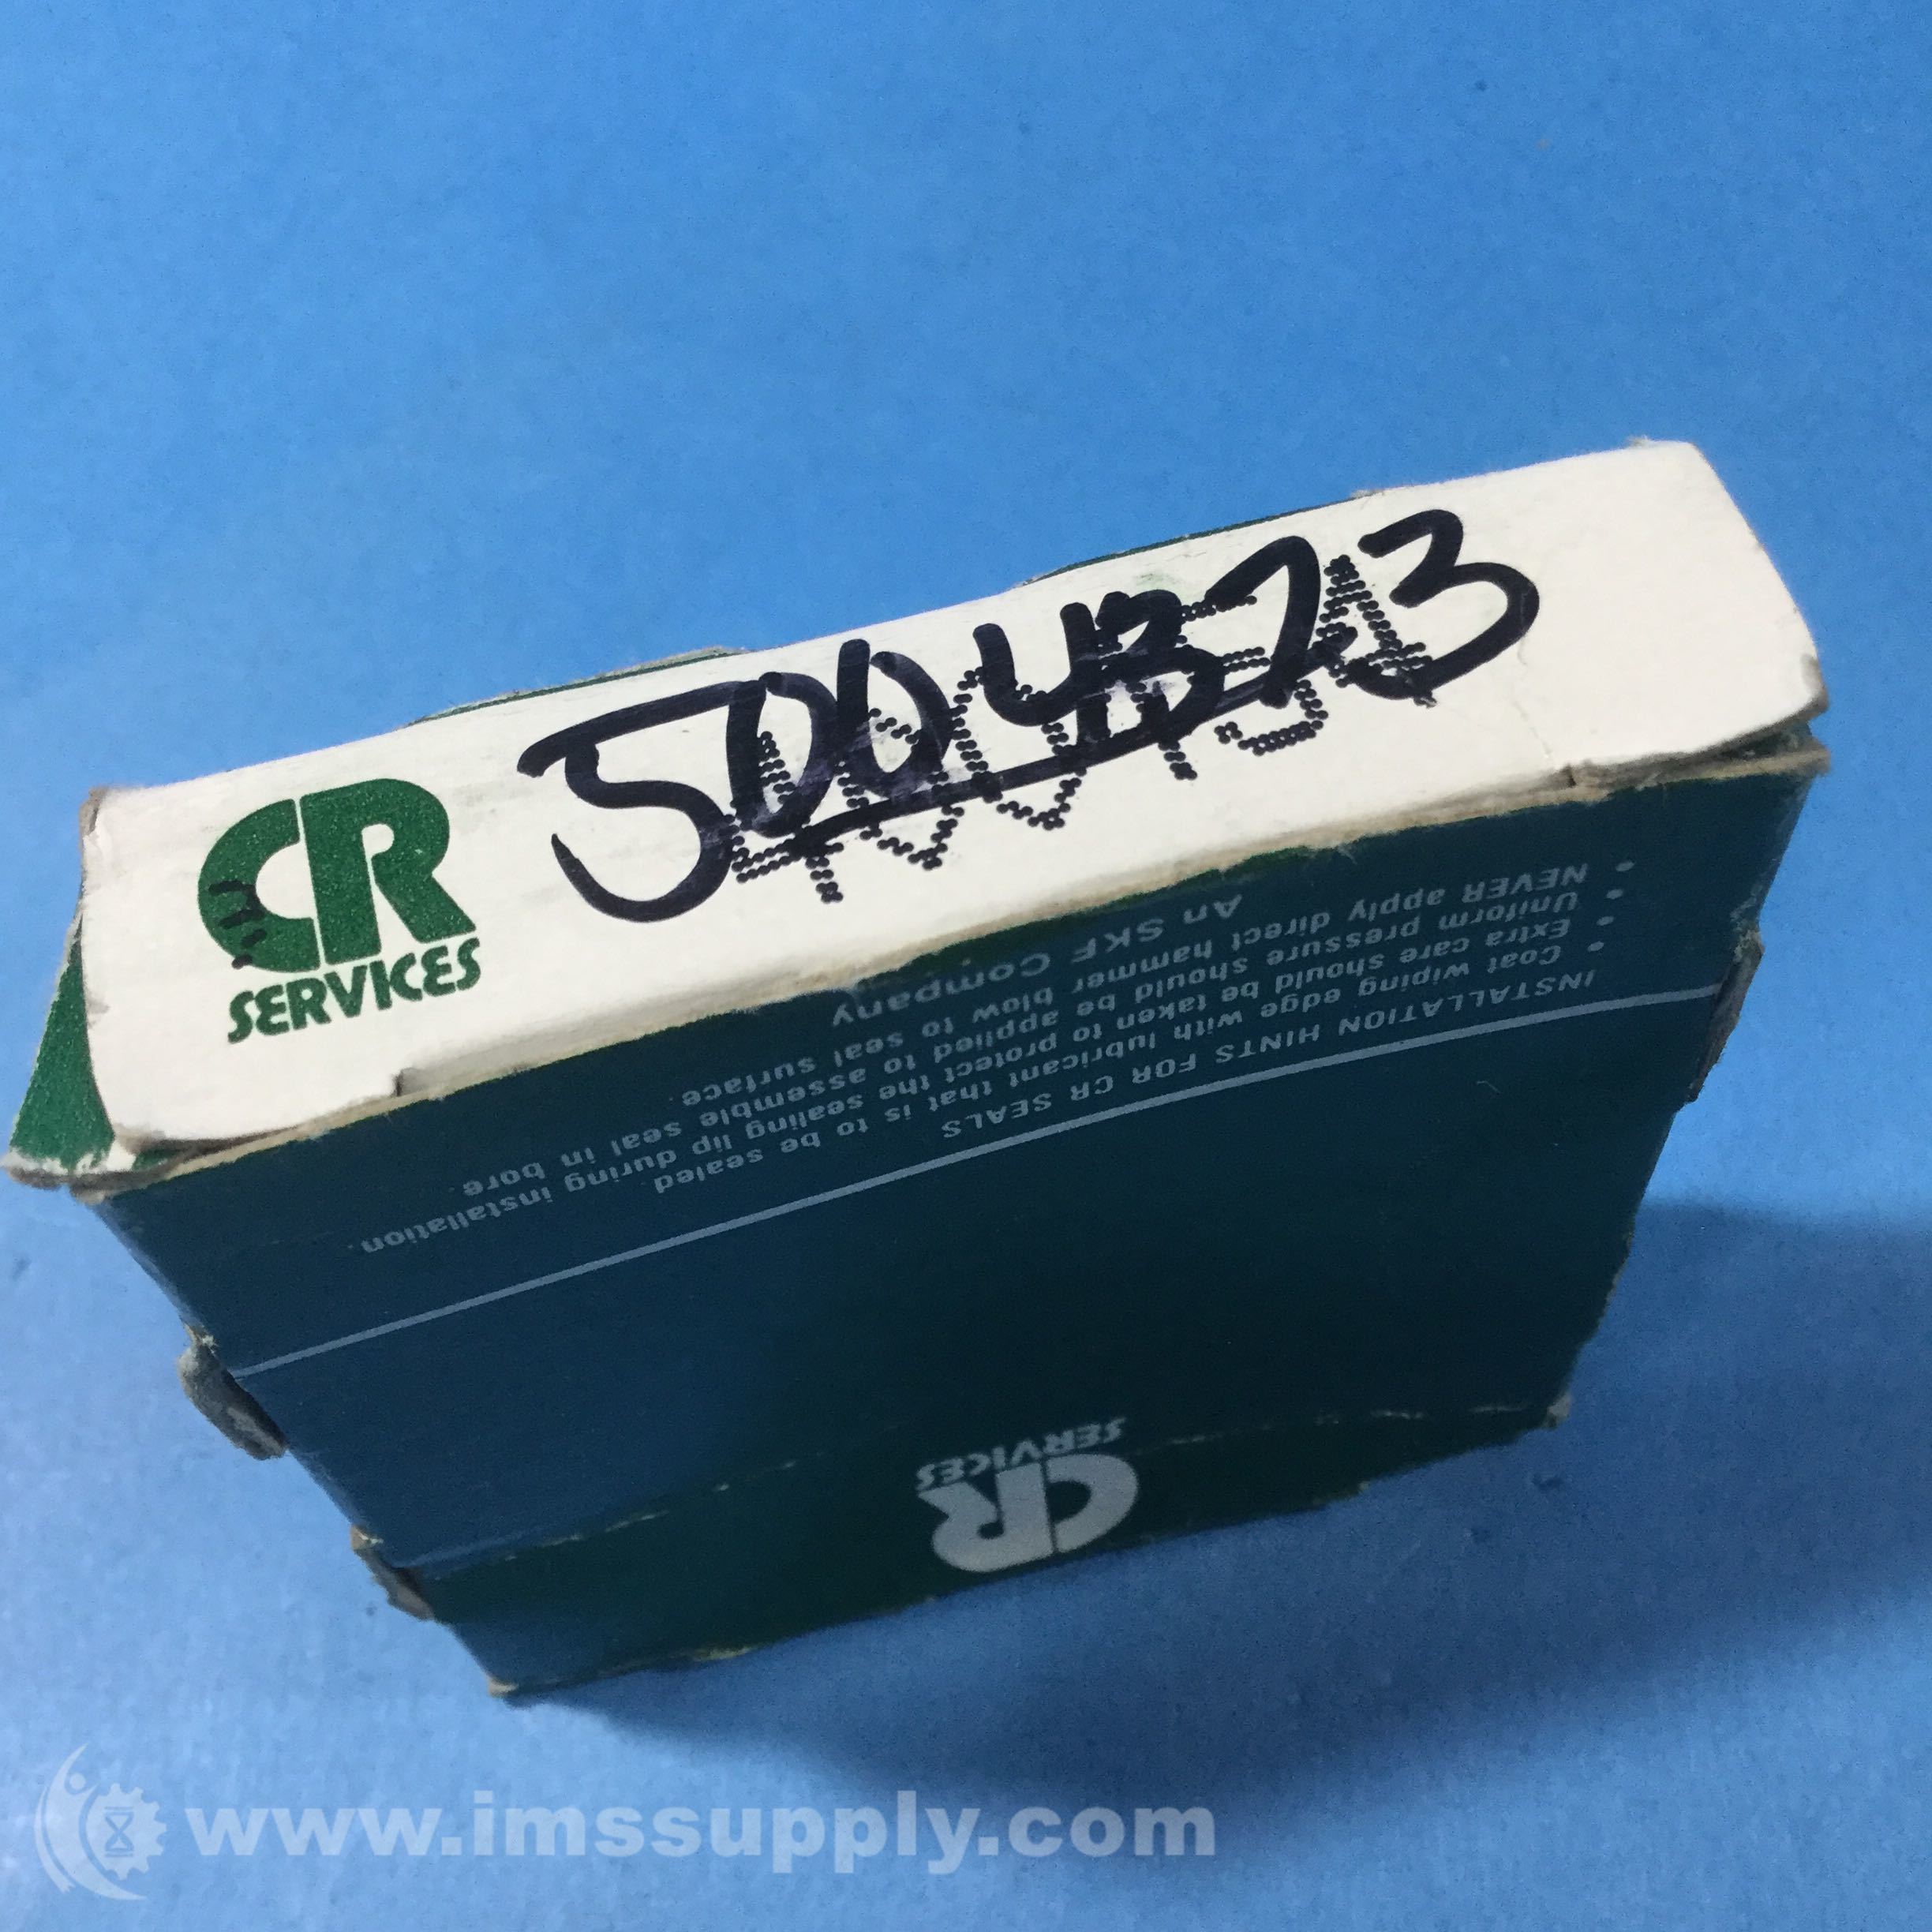 CR
SERVICES
5004373
An SKF Company
INSTALLATION HINTS FOR CR SEALS
• Coat wiping edge with lubricant that is to be sealed.
• Extra care should be taken to protect the sealing lip during installation.
• Uniform pressure should be applied to assemble seal in bore.
• NEVER apply direct hammer blow to seal surface.
CR
SERVICES
www.imssupply.com